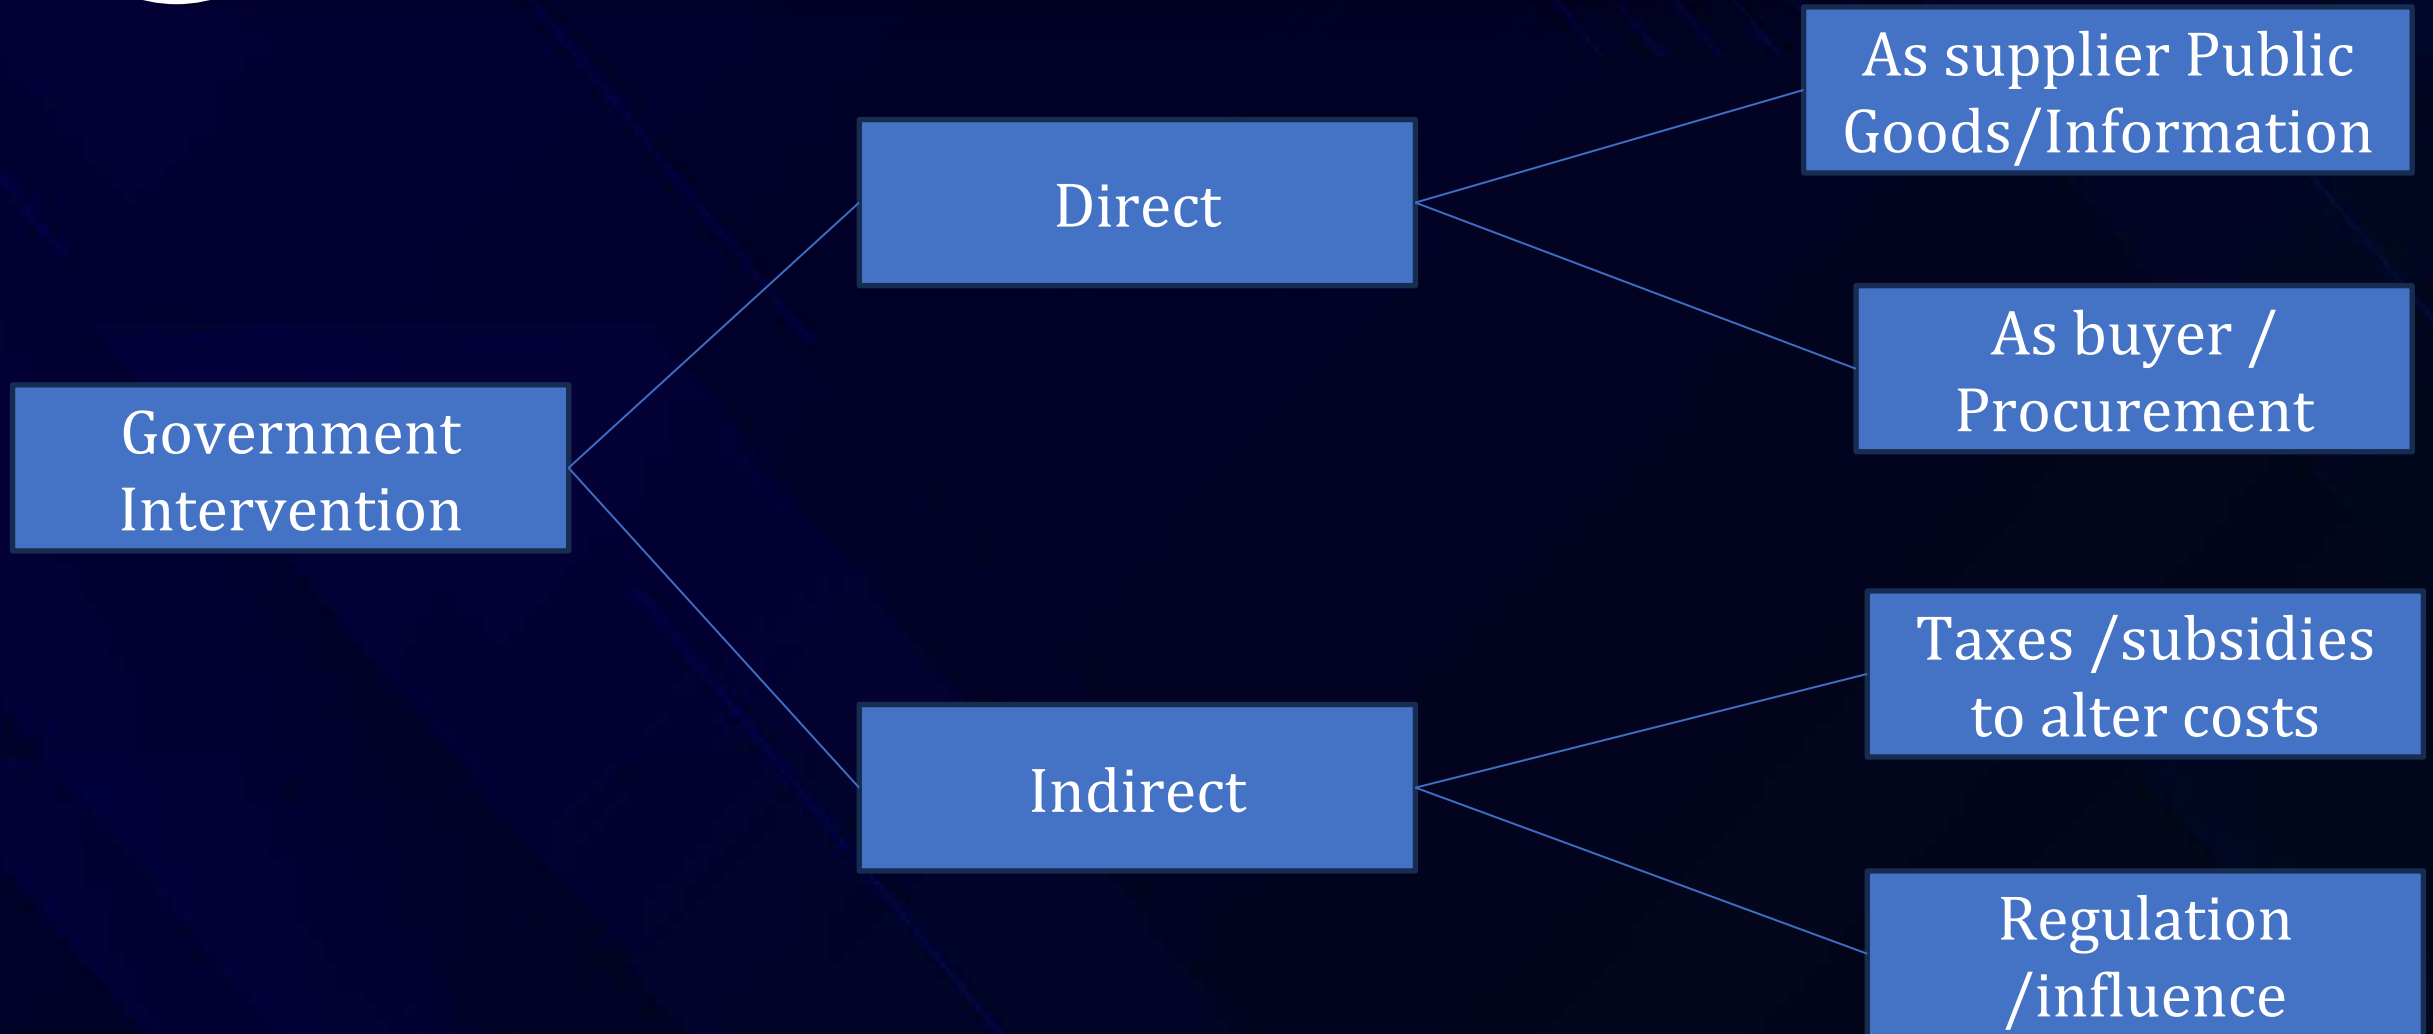 Government
Intervention
Direct
As supplier Public
Goods/Information
As buyer /
Procurement
Indirect
Taxes /subsidies
to alter costs
Regulation
/influence